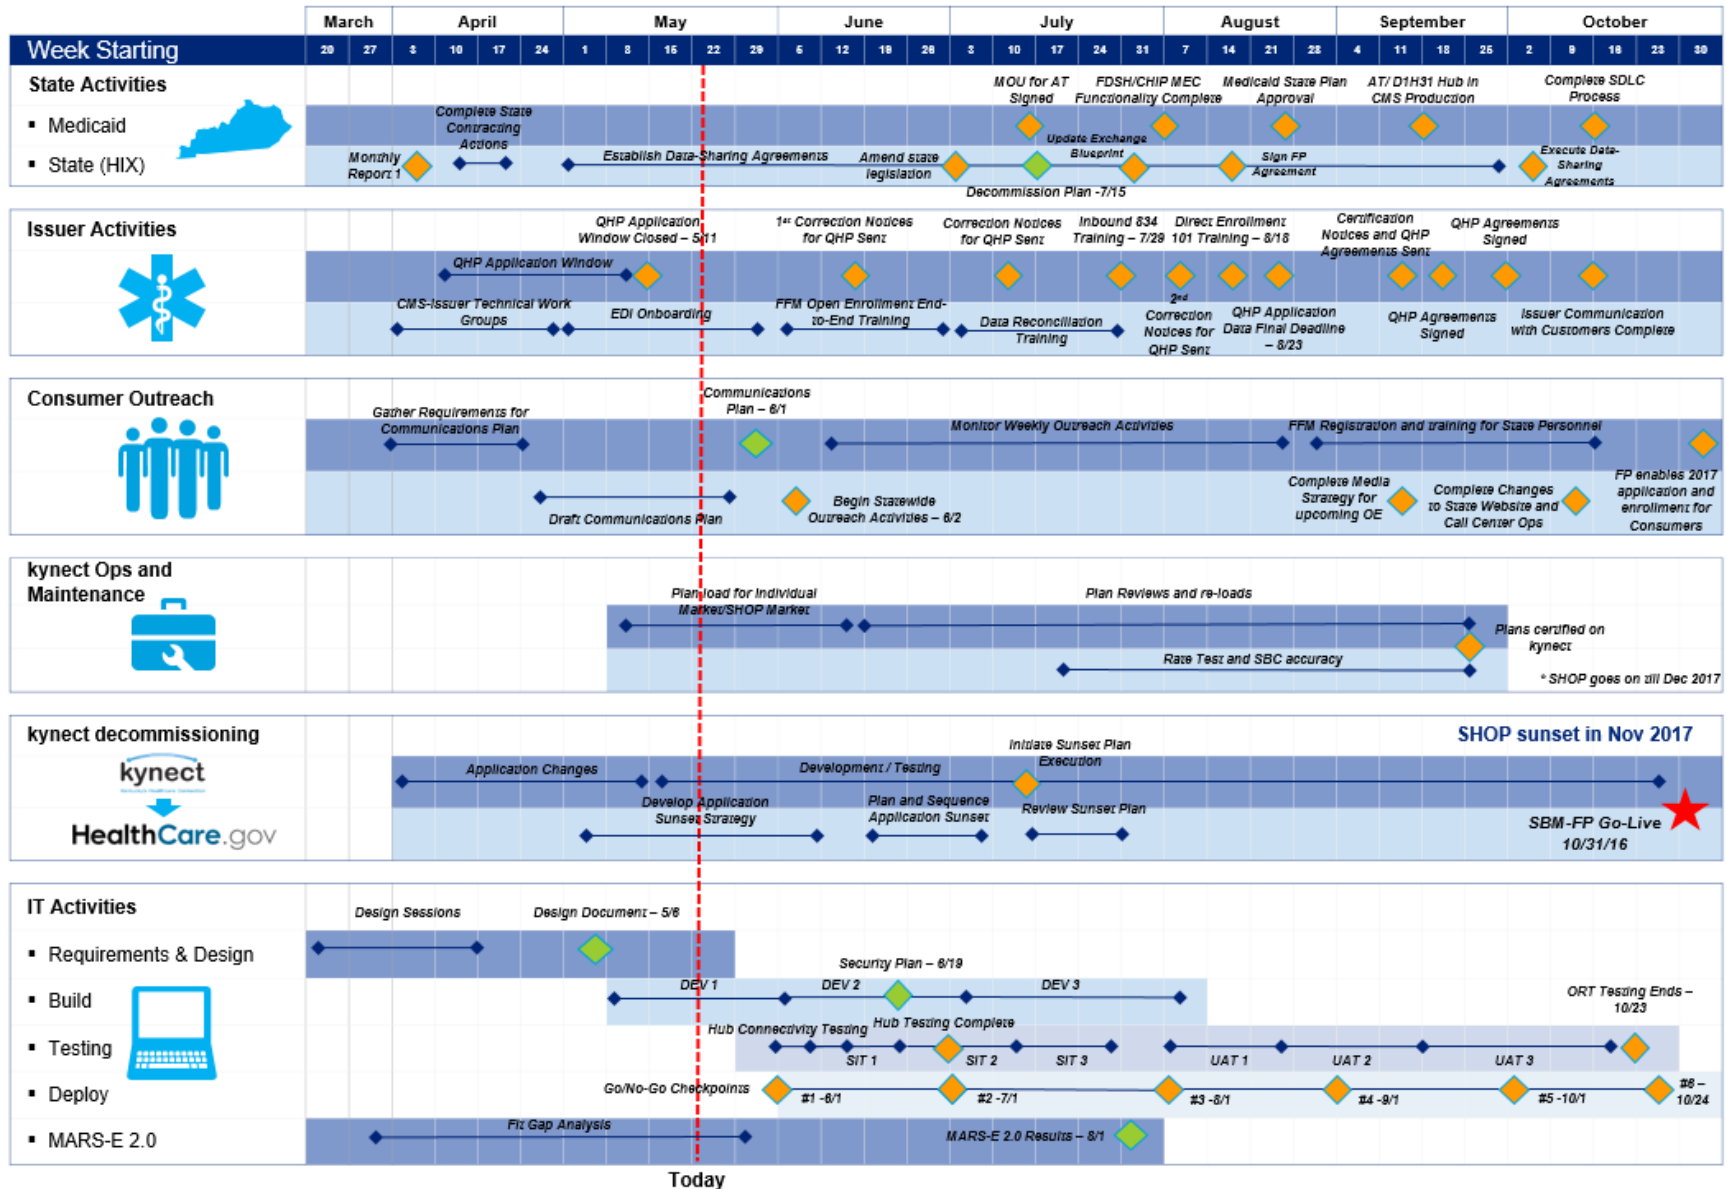 March April May June July August September October
Week Starting 20 27 3 10 17 24 1 8 15 22 29 5 12 19 26 3 10 17 24 31 7 14 21 28 4 11 18 25 2 9 16 23 30
State Activities
▪ Medicaid
▪ State (HIX)
MOU for AT
Signed
FDSH/CHIP MEC
Functionality Complete
Medicaid State Plan
Approval
AT/ D1H31 Hub in
CMS Production
Complete SDLC
Process
Complete State
Contracting
Actions
Monthly
Report 1
Establish Data-Sharing Agreements
Amend state
legislation
Update Exchange
Blueprint
Decommission Plan -7/15
Sign FP
Agreement
Execute Data-
Sharing
Agreements
Issuer Activities
QHP Application
Window Closed – 5/11
1st Correction Notices
for QHP Sent
Correction Notices
for QHP Sent
Inbound 834
Training – 7/29
Direct Enrollment
101 Training – 8/18
Certification
Notices and QHP
Agreements Sent
QHP Agreements
Signed
QHP Application Window
CMS-Issuer Technical Work
Groups
EDI Onboarding
FFM Open Enrollment End-
to-End Training
Data Reconciliation
Training
2nd
Correction
Notices for
QHP Sent
QHP Application
Data Final Deadline
– 8/23
QHP Agreements
Signed
Issuer Communication
with Customers Complete
Consumer Outreach
Gather Requirements for
Communications Plan
Communications
Plan – 6/1
Monitor Weekly Outreach Activities
FFM Registration and training for State Personnel
Draft Communications Plan
Begin Statewide
Outreach Activities – 6/2
Complete Media
Strategy for
upcoming OE
Complete Changes
to State Website and
Call Center Ops
FP enables 2017
application and
enrollment for
Consumers
kynect Ops and
Maintenance
Plan load for Individual
Market/SHOP Market
Plan Reviews and re-loads
Plans certified on
kynect
Rate Test and SBC accuracy
* SHOP goes on till Dec 2017
kynect decommissioning
SHOP sunset in Nov 2017
kynect
HealthCare.gov
Application Changes
Development / Testing
Initiate Sunset Plan
Execution
Develop Application
Sunset Strategy
Plan and Sequence
Application Sunset
Review Sunset Plan
SBM-FP Go-Live
10/31/16
IT Activities
▪ Requirements & Design
▪ Build
▪ Testing
▪ Deploy
▪ MARS-E 2.0
Design Sessions
Design Document – 5/6
Security Plan – 6/19
DEV 1
DEV 2
DEV 3
ORT Testing Ends –
10/23
Hub Connectivity Testing
Hub Testing Complete
SIT 1
SIT 2
SIT 3
UAT 1
UAT 2
UAT 3
Go/No-Go Checkpoints
#1 -6/1
#2 -7/1
#3 -8/1
#4 -9/1
#5 -10/1
#6 –
10/24
Fit Gap Analysis
MARS-E 2.0 Results – 8/1
Today